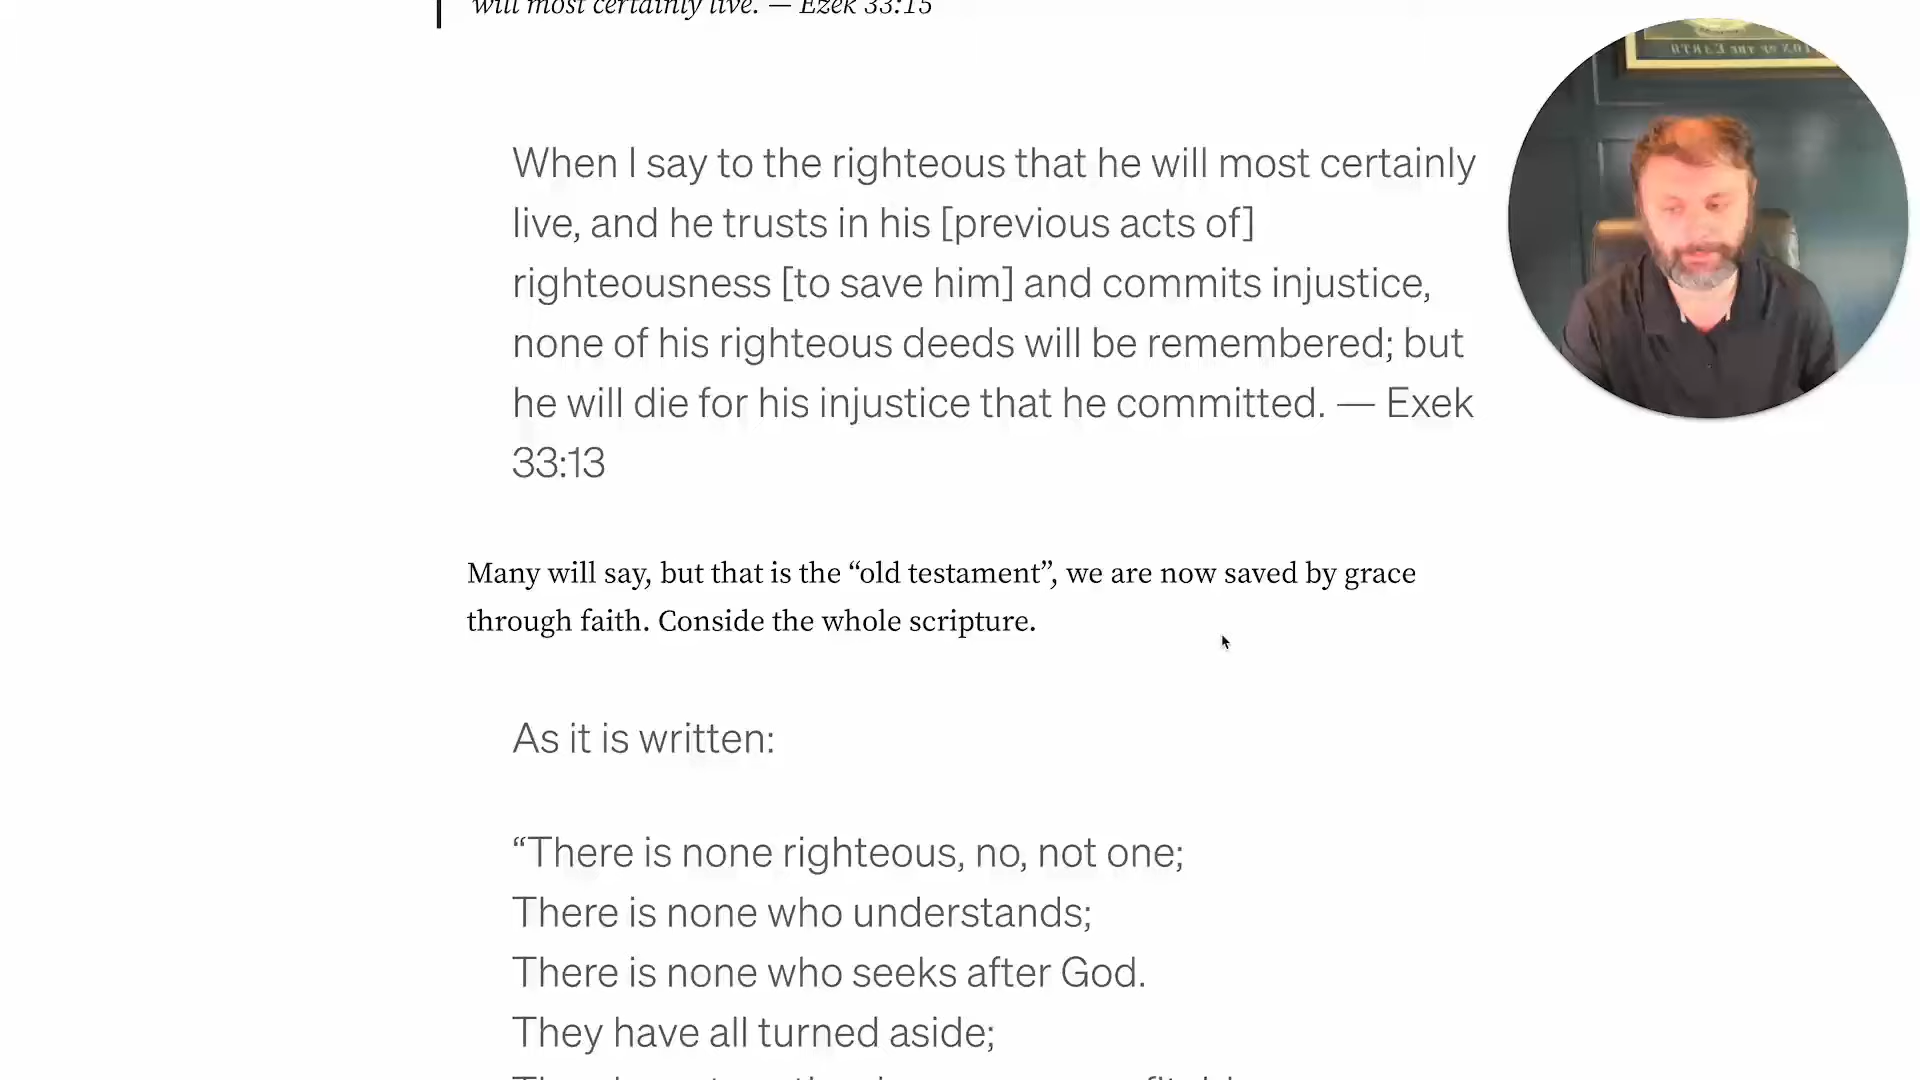 will most certainly live. — Ezek 33:15
When I say to the righteous that he will most certainly
live, and he trusts in his [previous acts of]
righteousness [to save him] and commits injustice,
none of his righteous deeds will be remembered; but
he will die for his injustice that he committed. — Exek
33:13
Many will say, but that is the “old testament”, we are now saved by grace
through faith. Conside the whole scripture.
As it is written:
“There is none righteous, no, not one;
There is none who understands;
There is none who seeks after God.
They have all turned aside;